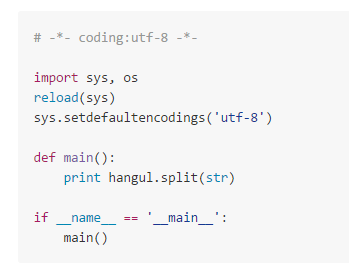 # -*- coding:utf-8 -*-
import sys, os
reload(sys)
sys.setdefaultencodings('utf-8')
def main():
    print hangul.split(str)
if __name__ == '__main__':
    main()